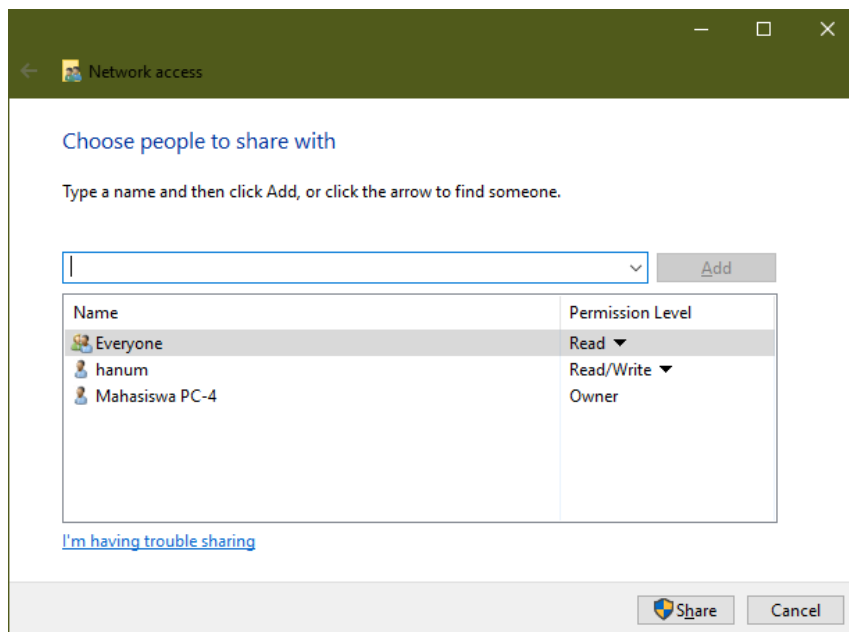 Network access
Choose people to share with
Type a name and then click Add, or click the arrow to find someone.
Add
Name Permission Level
Everyone Read
hanum Read/Write
Mahasiswa PC-4 Owner
I'm having trouble sharing
Share Cancel